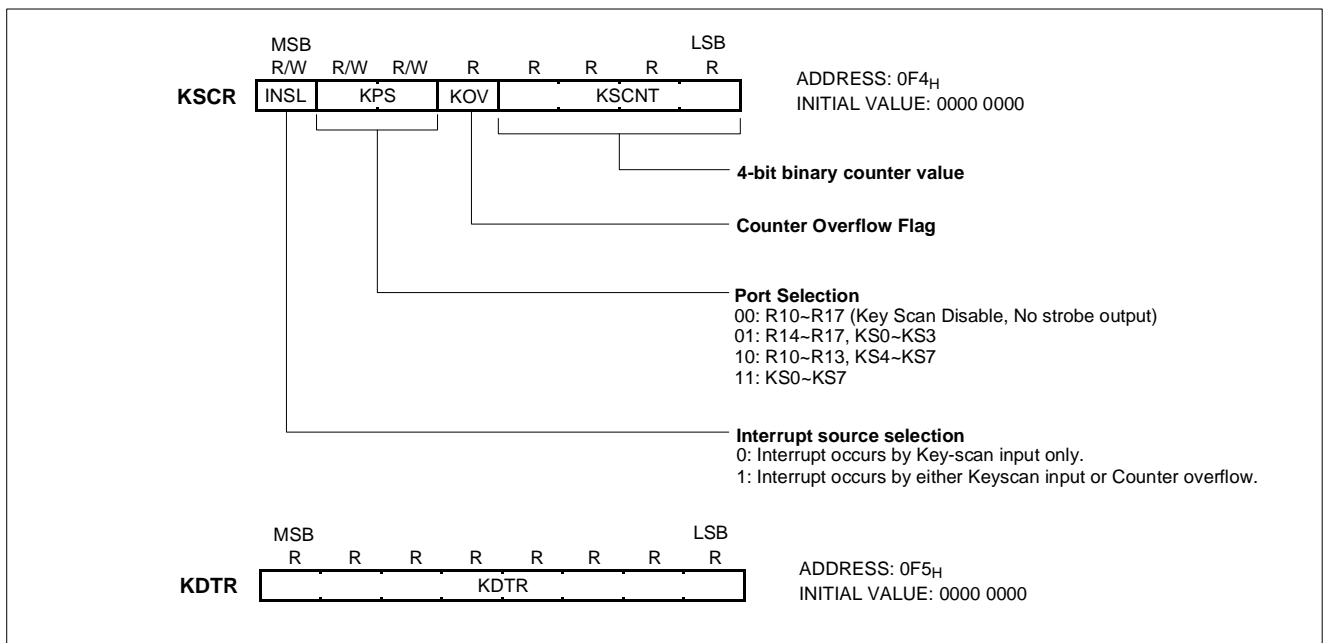 MSB LSB
R/W R/W R/W R R R R R
KSCR INSL KPS KOV KSCNT
ADDRESS: 0F4H
INITIAL VALUE: 0000 0000
4-bit binary counter value
Counter Overflow Flag
Port Selection
00: R10~R17 (Key Scan Disable, No strobe output)
01: R14~R17, KS0~KS3
10: R10~R13, KS4~KS7
11: KS0~KS7
Interrupt source selection
0: Interrupt occurs by Key-scan input only.
1: Interrupt occurs by either Keyscan input or Counter overflow.
MSB LSB
R R R R R R R R
KDTR KDTR
ADDRESS: 0F5H
INITIAL VALUE: 0000 0000